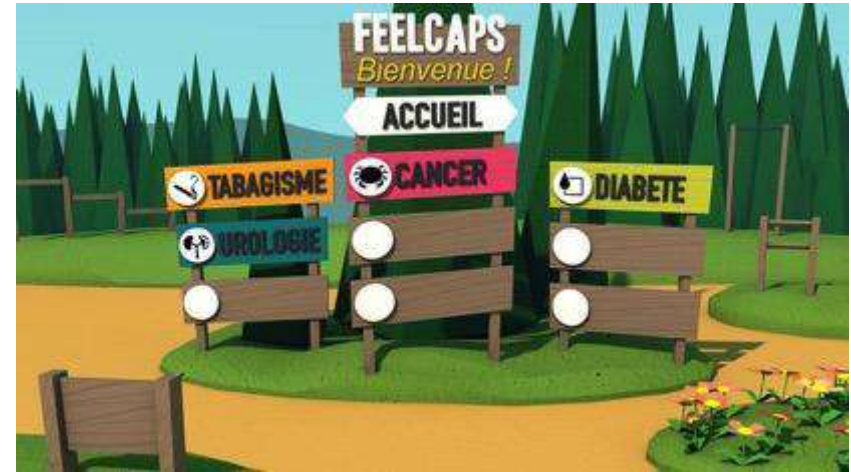 FEELCAPS
Bienvenue !
ACCUEIL
TABAGISME
CANCER
DIABETE
UROLOGIE